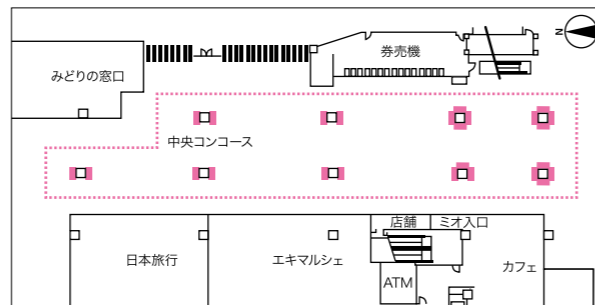 N
券売機
みどりの窓口
中央コンコース
店舗
ミオ入口
日本旅行
エキマルシェ
カフェ
ATM